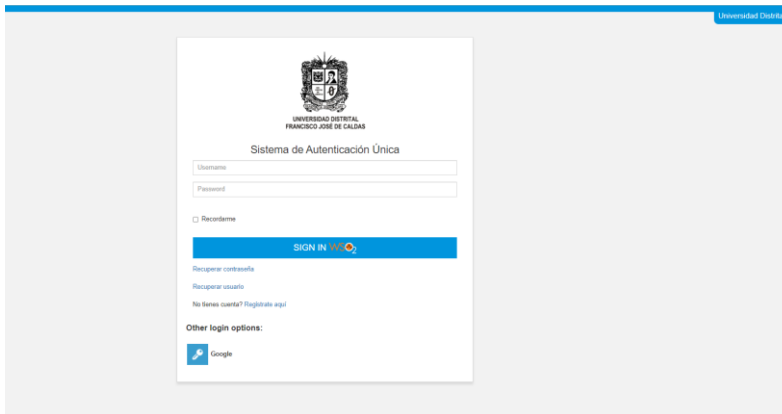 Universidad Distrita
UNIVERSIDAD DISTRITAL
FRANCISCO JOSÉ DE CALDAS
Sistema de Autenticación Única
Username
Password
Recordarme
SIGN IN WSO2
Recuperar contraseña
Recuperar usuario
No tienes cuenta? Registrate aquí
Other login options:
Google